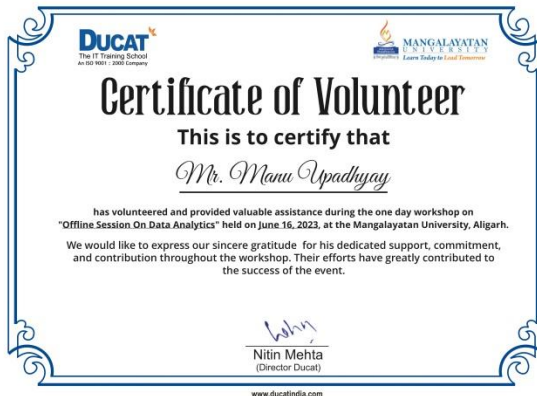 DUCAT
The IT Training School
An ISO 9001 : 2000 Company
MANGALAYATAN
UNIVERSITY
Learn Today to Lead Tomorrow
Certificate of Volunteer
This is to certify that
Mr. Manu Upadhyay
has volunteered and provided valuable assistance during the one day workshop on
"Offline Session On Data Analytics" held on June 16, 2023, at the Mangalayatan University, Aligarh.
We would like to express our sincere gratitude for his dedicated support, commitment,
and contribution throughout the workshop. Their efforts have greatly contributed to
the success of the event.
Nitin Mehta
(Director Ducat)
www.ducatindia.com